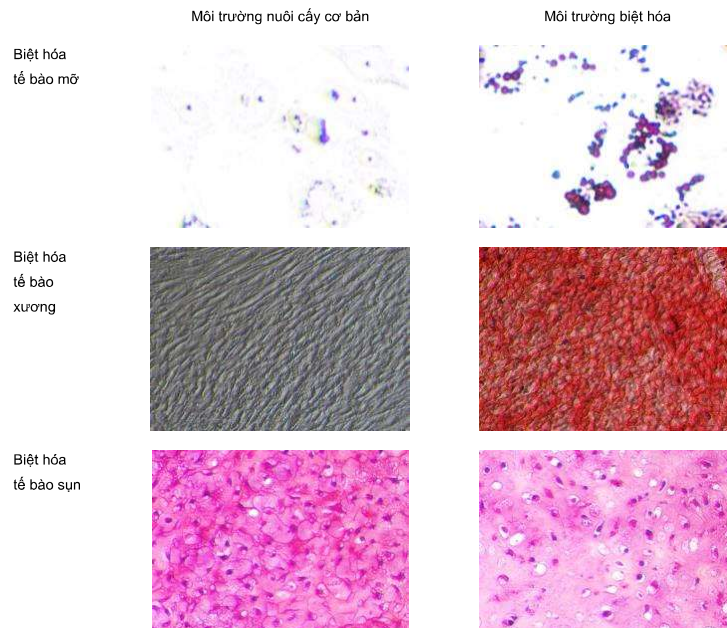 Môi trường nuôi cấy cơ bản
Môi trường biệt hóa
Biệt hóa
tế bào mỡ
Biệt hóa
tế bào
xương
Biệt hóa
tế bào sụn